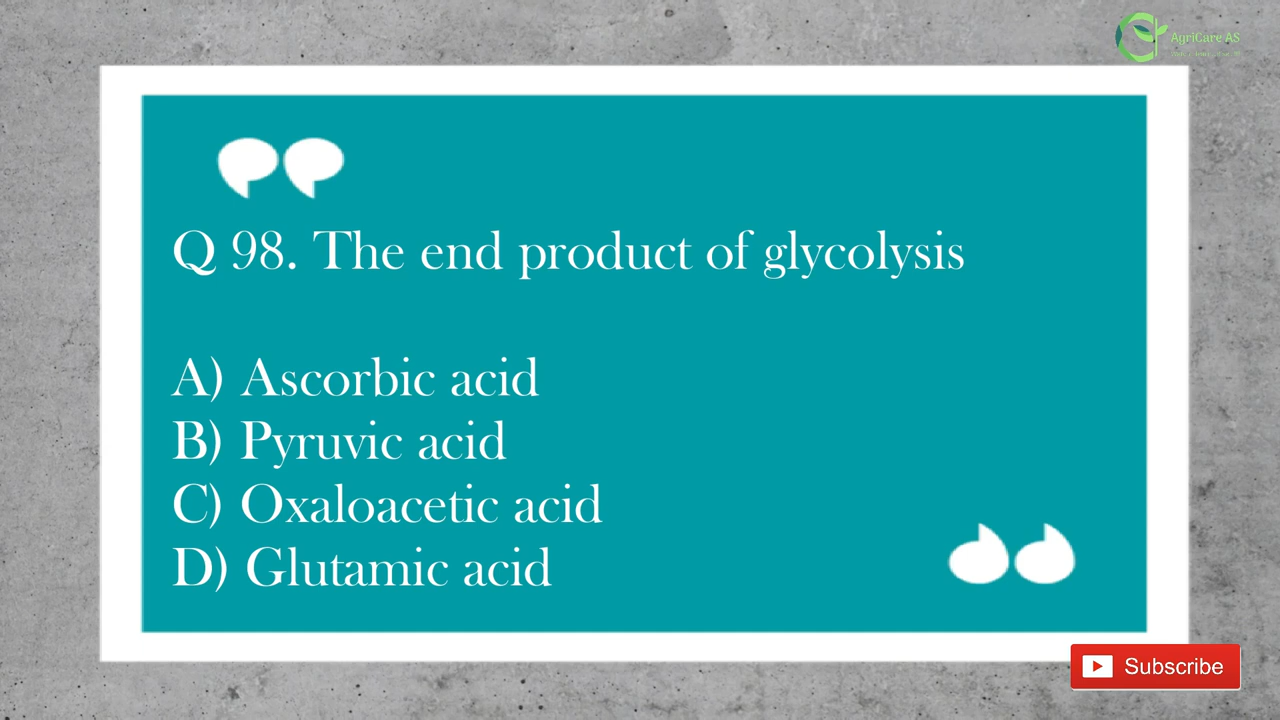 AgriCare AS
Q 98. The end product of glycolysis
A) Ascorbic acid
B) Pyruvic acid
C) Oxaloacetic acid
D) Glutamic acid
Subscribe